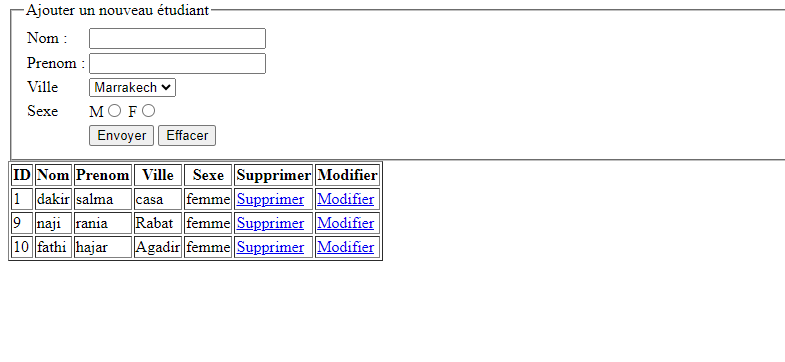 Ajouter un nouveau étudiant
Nom :
Prenom :
Ville Marrakech
Sexe M F
Envoyer Effacer
ID Nom Prenom Ville Sexe Supprimer Modifier
1 dakir salma casa femme Supprimer Modifier
9 naji rania Rabat femme Supprimer Modifier
10 fathi hajar Agadir femme Supprimer Modifier